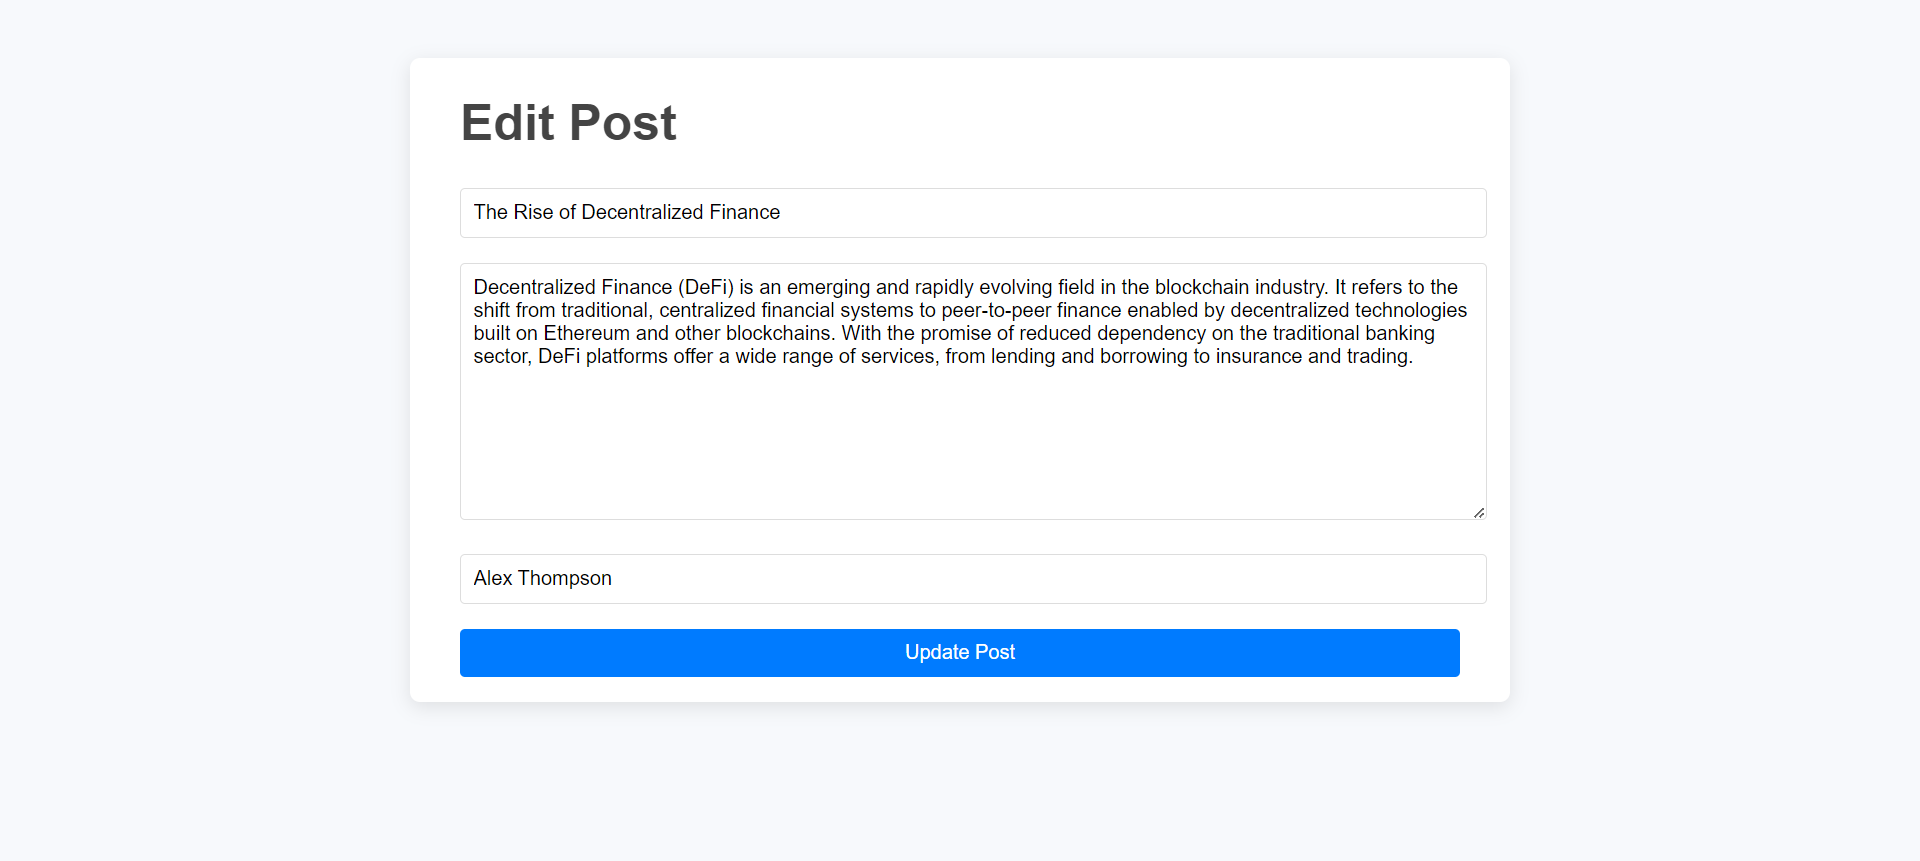 Edit Post
The Rise of Decentralized Finance
Decentralized Finance (DeFi) is an emerging and rapidly evolving field in the blockchain industry. It refers to the
shift from traditional, centralized financial systems to peer-to-peer finance enabled by decentralized technologies
built on Ethereum and other blockchains. With the promise of reduced dependency on the traditional banking
sector, DeFi platforms offer a wide range of services, from lending and borrowing to insurance and trading.
Alex Thompson
Update Post